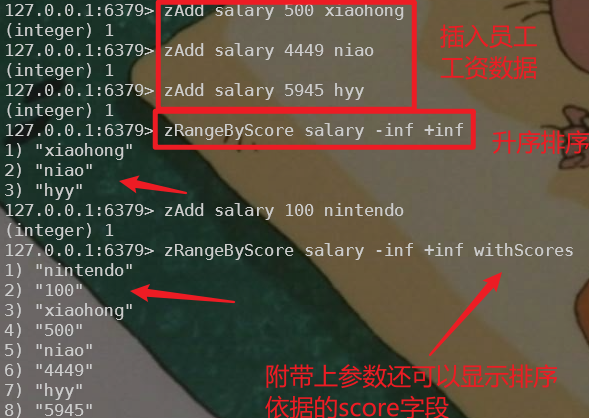 127.0.0.1:6379> zAdd salary 500 xiaohong
(integer) 1
127.0.0.1:6379> zAdd salary 4449 niao
(integer) 1
127.0.0.1:6379> zAdd salary 5945 hyy
(integer) 1
插入员工
工资数据
127.0.0.1:6379> zRangeByScore salary -inf +inf
升序排序
1) "xiaohong"
2) "niao"
3) "hyy"
127.0.0.1:6379> zAdd salary 100 nintendo
(integer) 1
127.0.0.1:6379> zRangeByScore salary -inf +inf withScores
1) "nintendo"
2) "100"
3) "xiaohong"
4) "500"
5) "niao"
6) "4449"
7) "hyy"
8) "5945"
附带上参数还可以显示排序
依据的score字段